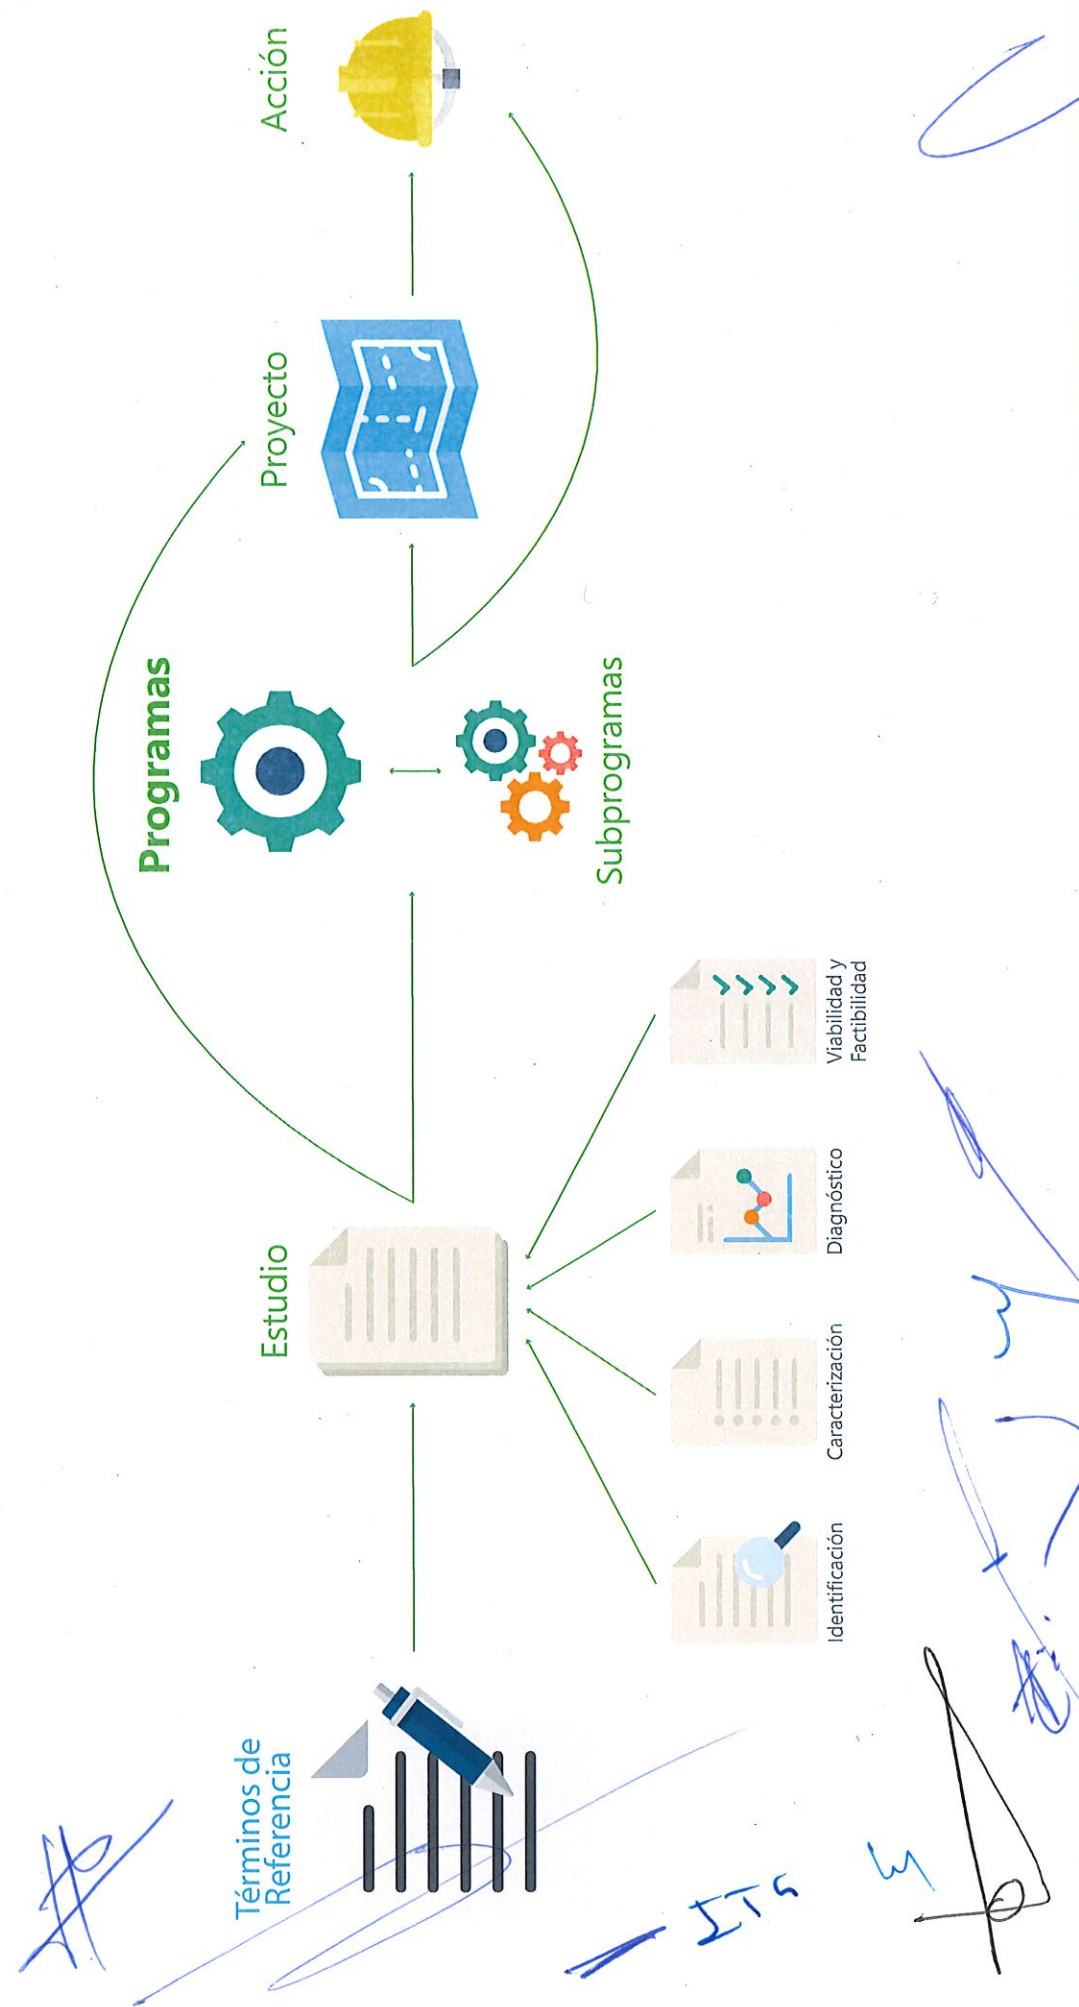 Términos de
Referencia
Estudio
Programas
Proyecto
Acción
Subprogramas
Identificación
Caracterización
Diagnóstico
Viabilidad y
Factibilidad